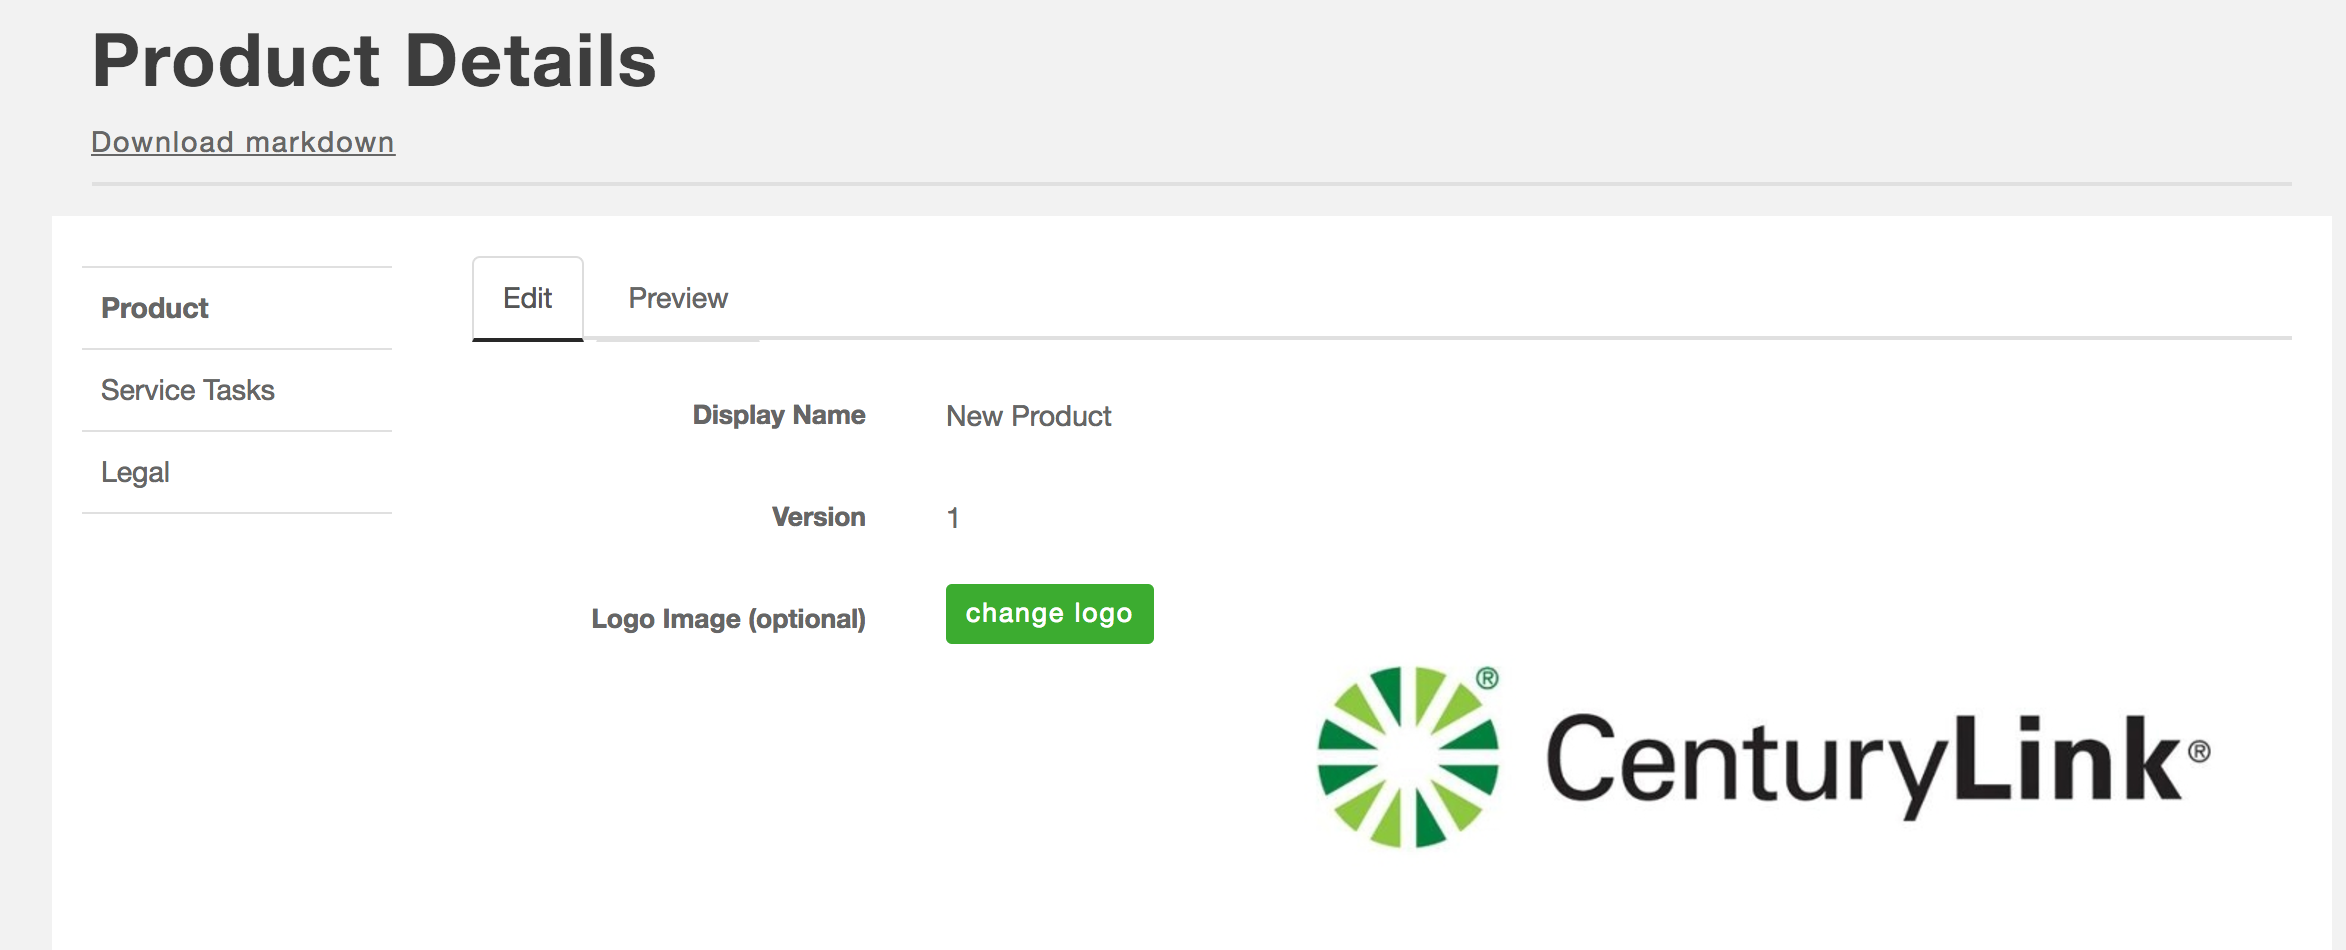 Product Details
Download markdown
Product
Service Tasks
Legal
Edit Preview
Display Name New Product
Version 1
Logo Image (optional) change logo
®
CenturyLink®